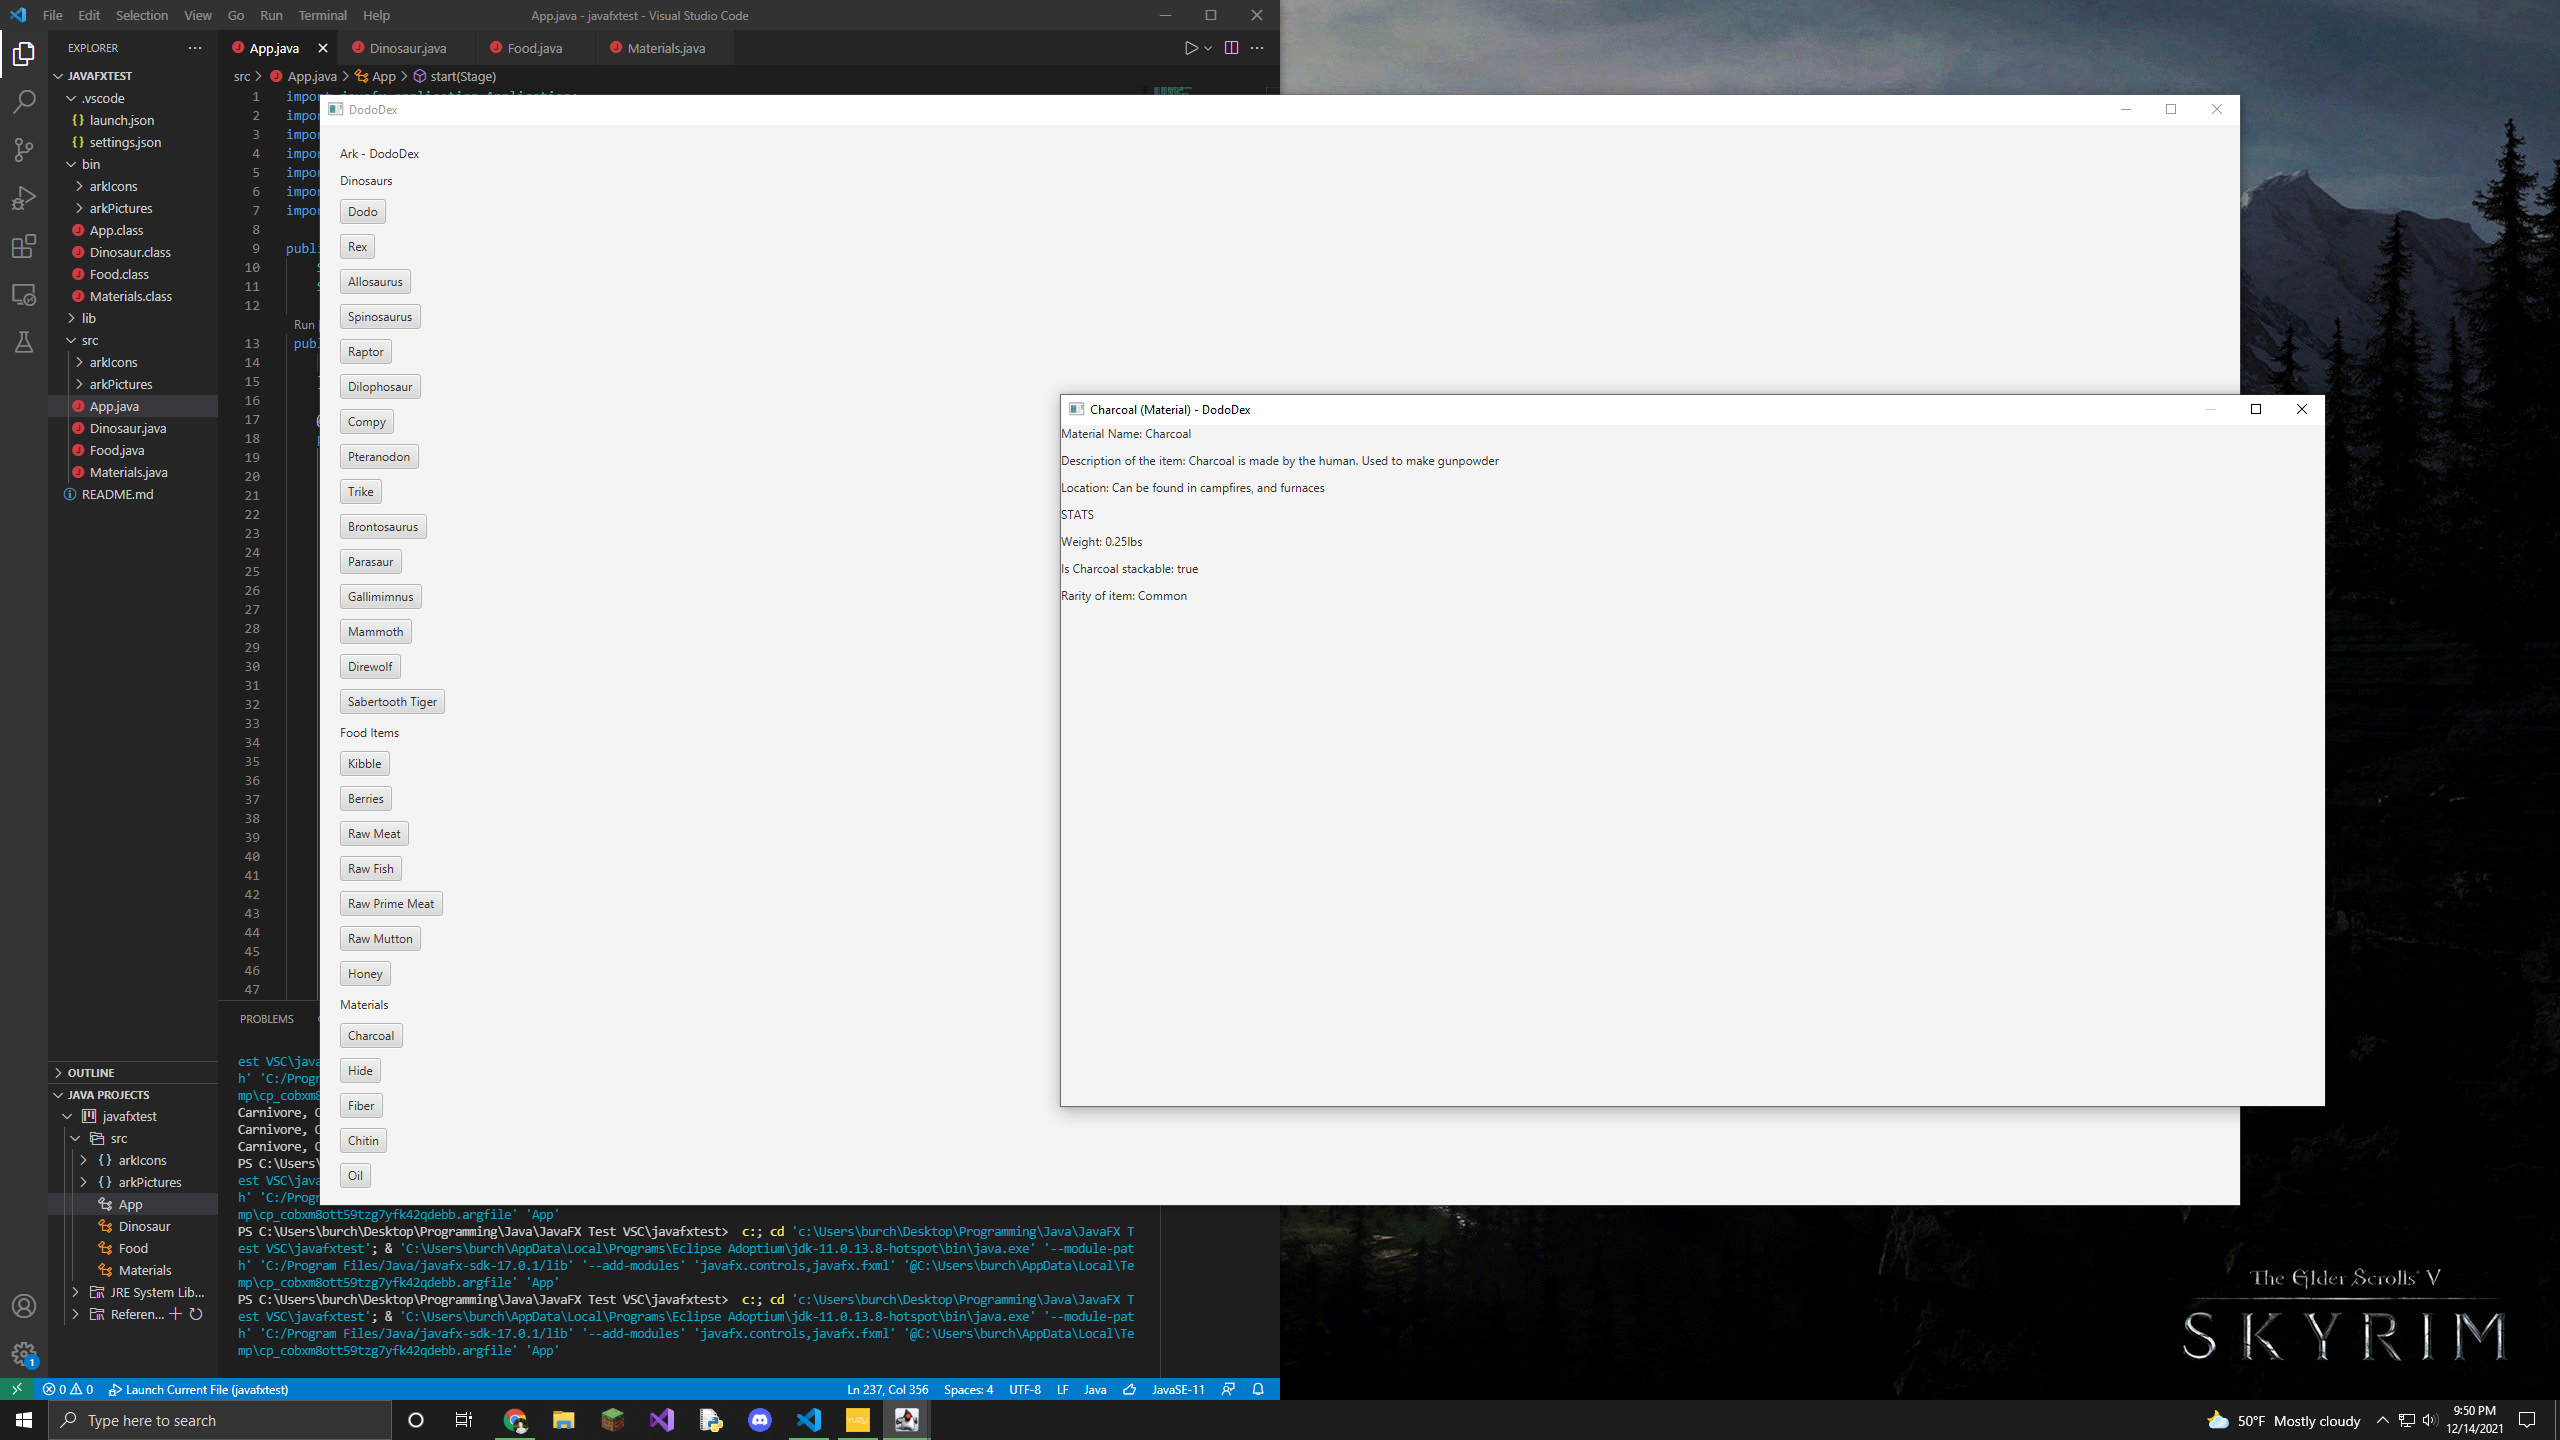 File Edit Selection View Go Run Terminal Help
App.java - javafxtest - Visual Studio Code
EXPLORER
JAVAFXTEST
.vscode
launch.json
settings.json
bin
arkIcons
arkPictures
App.class
Dinosaur.class
Food.class
Materials.class
lib
src
arkIcons
arkPictures
App.java
Dinosaur.java
Food.java
Materials.java
README.md
OUTLINE
JAVA PROJECTS
javafxtest
src
arkIcons
arkPictures
App
Dinosaur
Food
Materials
JRE System Lib...
Referen...
App.java Dinosaur.java Food.java Materials.java
src > App.java > App > start(Stage)
1
2
3
4
5
6
7
8
9
10
11
12
Run
13
14
15
16
17
18
19
20
21
22
23
24
25
26
27
28
29
30
31
32
33
34
35
36
37
38
39
40
41
42
43
44
45
46
47
DodoDex
Ark - DodoDex
Dinosaurs
Dodo
Rex
Allosaurus
Spinosaurus
Raptor
Dilophosaur
Compy
Pteranodon
Trike
Brontosaurus
Parasaur
Gallimimnus
Mammoth
Direwolf
Sabertooth Tiger
Food Items
Kibble
Berries
Raw Meat
Raw Fish
Raw Prime Meat
Raw Mutton
Honey
Materials
Charcoal
Hide
Fiber
Chitin
Oil
Charcoal (Material) - DodoDex
Material Name: Charcoal
Description of the item: Charcoal is made by the human. Used to make gunpowder
Location: Can be found in campfires, and furnaces
STATS
Weight: 0.25lbs
Is Charcoal stackable: true
Rarity of item: Common
PROBLEMS
est VSC\java
h' 'C:/Progr
mp\cp_cobxm8
Carnivore,
Carnivore,
Carnivore,
PS C:\Users\
est VSC\java
h' 'C:/Progr
mp\cp_cobxm8ott59tzg7yfk42qdebb.argfile' 'App'
PS C:\Users\burch\Desktop\Programming\Java\JavaFX Test VSC\javafxtest> c:; cd 'c:\Users\burch\Desktop\Programming\Java\JavaFX T
est VSC\javafxtest'; & 'C:\Users\burch\AppData\Local\Programs\Eclipse Adoptium\jdk-11.0.13.8-hotspot\bin\java.exe' '--module-pat
h' 'C:/Program Files/Java/javafx-sdk-17.0.1/lib' '--add-modules' 'javafx.controls,javafx.fxml' '@C:\Users\burch\AppData\Local\Te
mp\cp_cobxm8ott59tzg7yfk42qdebb.argfile' 'App'
PS C:\Users\burch\Desktop\Programming\Java\JavaFX Test VSC\javafxtest> c:; cd 'c:\Users\burch\Desktop\Programming\Java\JavaFX T
est VSC\javafxtest'; & 'C:\Users\burch\AppData\Local\Programs\Eclipse Adoptium\jdk-11.0.13.8-hotspot\bin\java.exe' '--module-pat
h' 'C:/Program Files/Java/javafx-sdk-17.0.1/lib' '--add-modules' 'javafx.controls,javafx.fxml' '@C:\Users\burch\AppData\Local\Te
mp\cp_cobxm8ott59tzg7yfk42qdebb.argfile' 'App'
The Elder Scrolls V
SKYRIM
1
0 0 Launch Current File (javafxtest)
Ln 237, Col 356 Spaces: 4 UTF-8 LF Java JavaSE-11
Type here to search
50°F Mostly cloudy
9:50 PM
12/14/2021